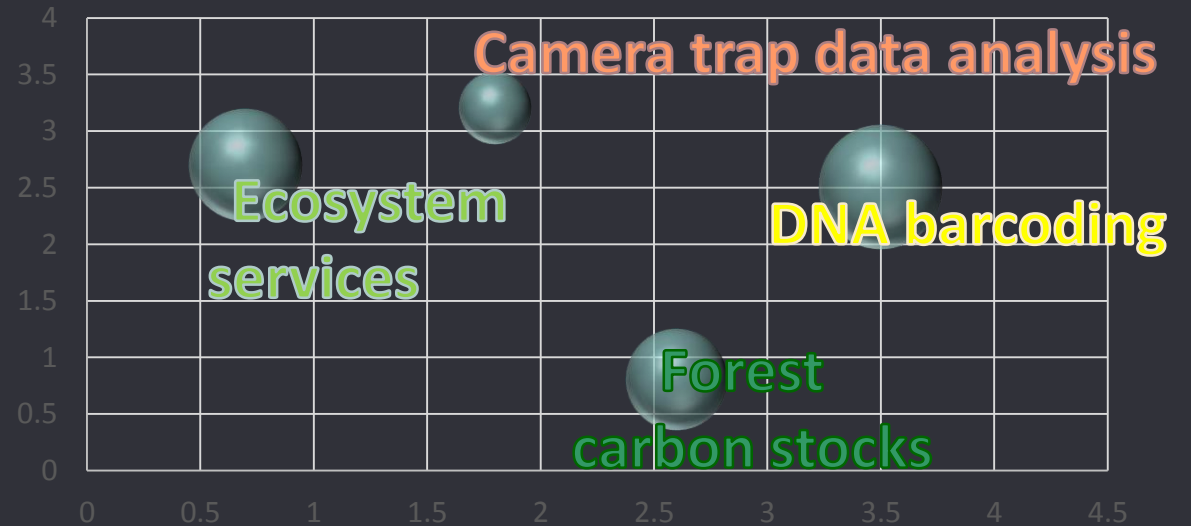 4
Camera trap data analysis
3.5
3
2.5
Ecosystem
DNA barcoding
2
services
1.5
1
Forest
0.5
carbon stocks
0
0 0.5 1 1.5 2 2.5 3 3.5 4 4.5